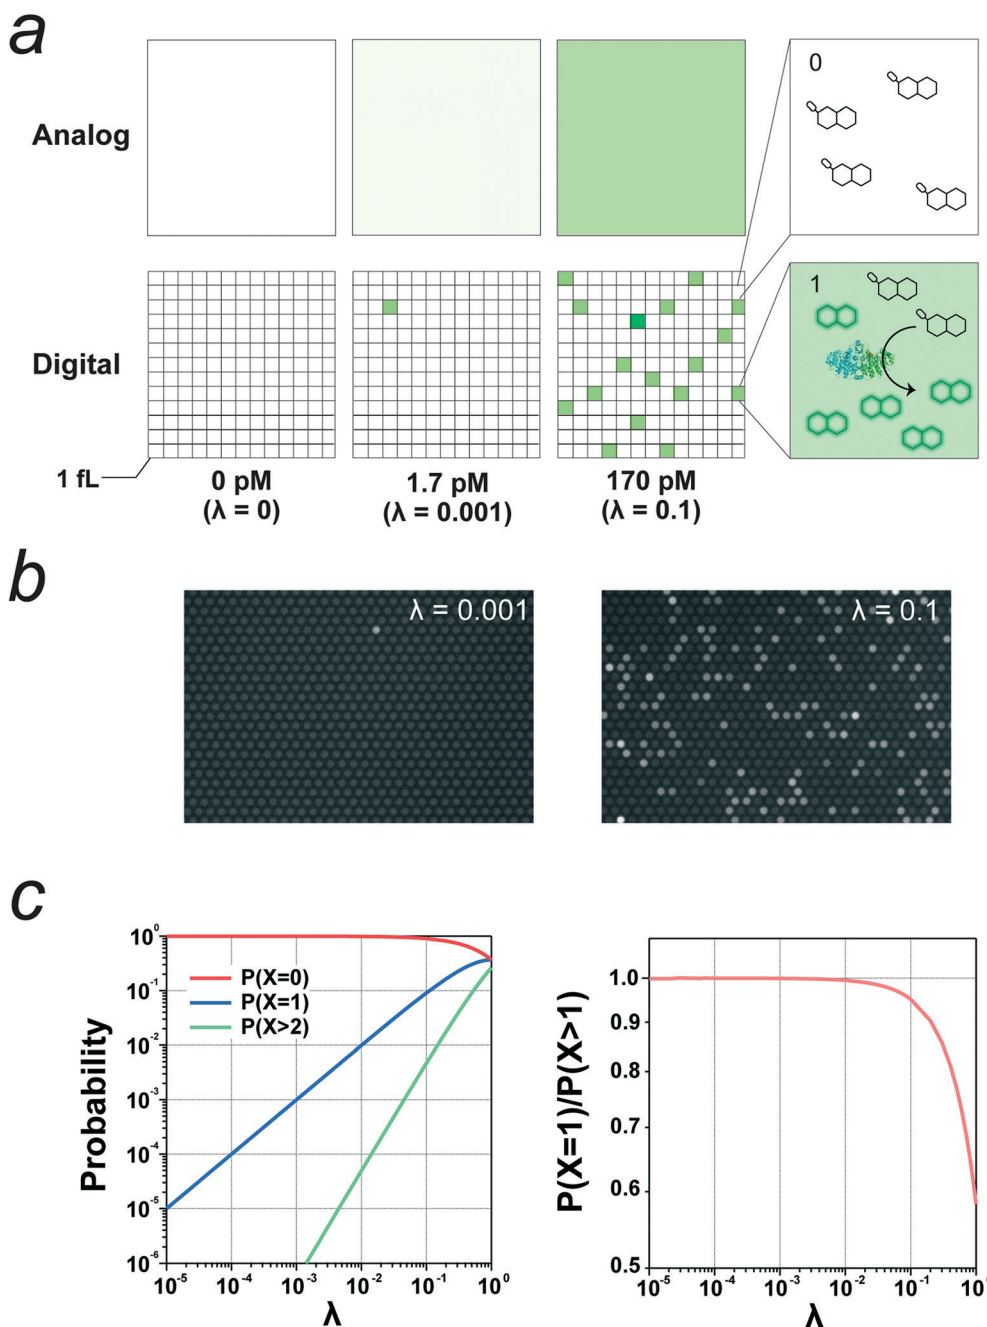 a
Analog
0
Digital
1
1 fL
0 pM
(λ = 0)
1.7 pM
(λ = 0.001)
170 pM
(λ = 0.1)
b
λ = 0.001
λ = 0.1
c
Probability
10⁰
10⁻¹
10⁻²
10⁻³
10⁻⁴
10⁻⁵
10⁻⁶
P(X=0)
P(X=1)
P(X>2)
10⁻⁵ 10⁻⁴ 10⁻³ 10⁻² 10⁻¹ 10⁰
λ
P(X=1)/P(X>1)
1.0
0.9
0.8
0.7
0.6
0.5
10⁻⁵ 10⁻⁴ 10⁻³ 10⁻² 10⁻¹ 10⁰
λ